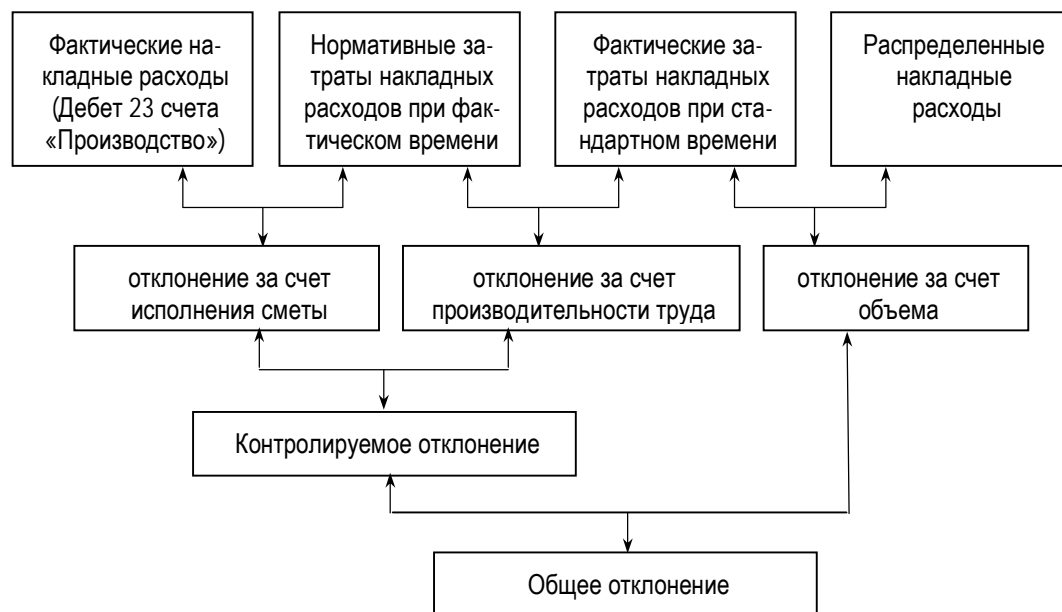 Фактические на-
кладные расходы
(Дебет 23 счета
«Производство»)
Нормативные за-
траты накладных
расходов при фак-
тическом времени
Фактические за-
траты накладных
расходов при ста-
ндартном времени
Распределенные
накладные
расходы
отклонение за счет
исполнения сметы
отклонение за счет
производительности труда
отклонение за счет
объема
Контролируемое отклонение
Общее отклонение